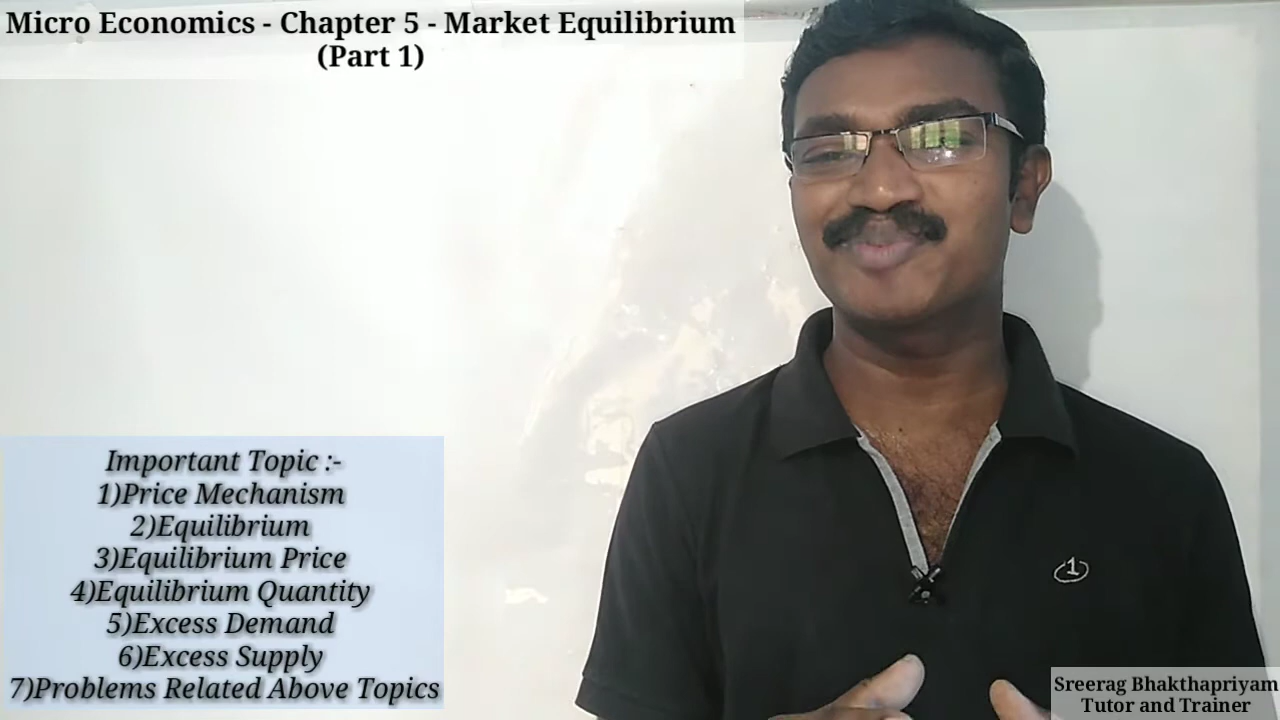 Micro Economics - Chapter 5 - Market Equilibrium
(Part 1)
Important Topic :-
1)Price Mechanism
2)Equilibrium
3)Equilibrium Price
4)Equilibrium Quantity
5)Excess Demand
6)Excess Supply
7)Problems Related Above Topics
1
Sreerag Bhakthapriyam
Tutor and Trainer